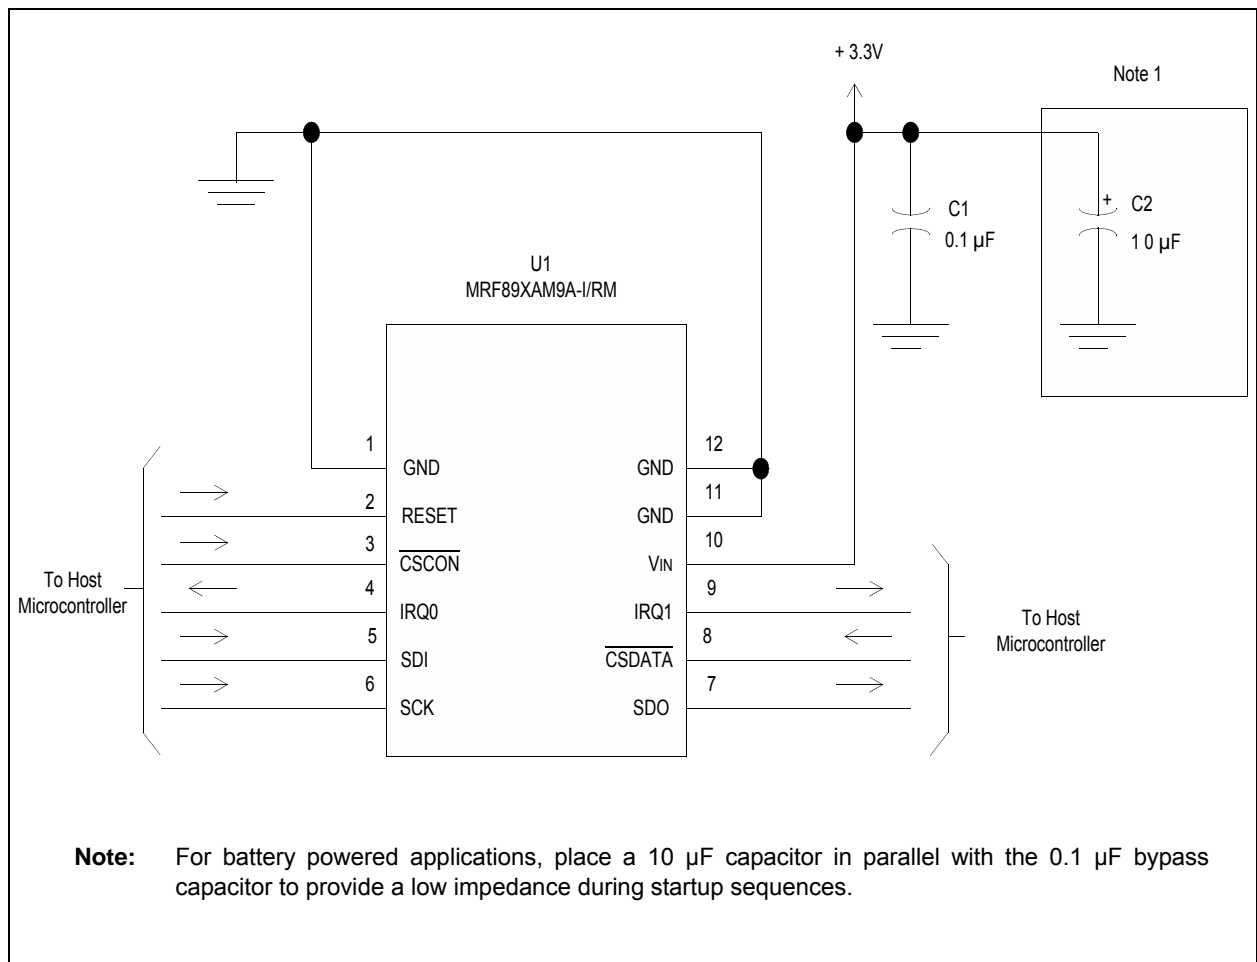 + 3.3V
Note 1
C1
0.1 µF
+
C2
1 0 µF
U1
MRF89XAM9A-I/RM
1
GND
2
RESET
3
CSCON
4
IRQ0
5
SDI
6
SCK
12
GND
11
GND
10
VIN
9
IRQ1
8
CSDATA
7
SDO
To Host
Microcontroller
To Host
Microcontroller
Note: For battery powered applications, place a 10 µF capacitor in parallel with the 0.1 µF bypass
capacitor to provide a low impedance during startup sequences.